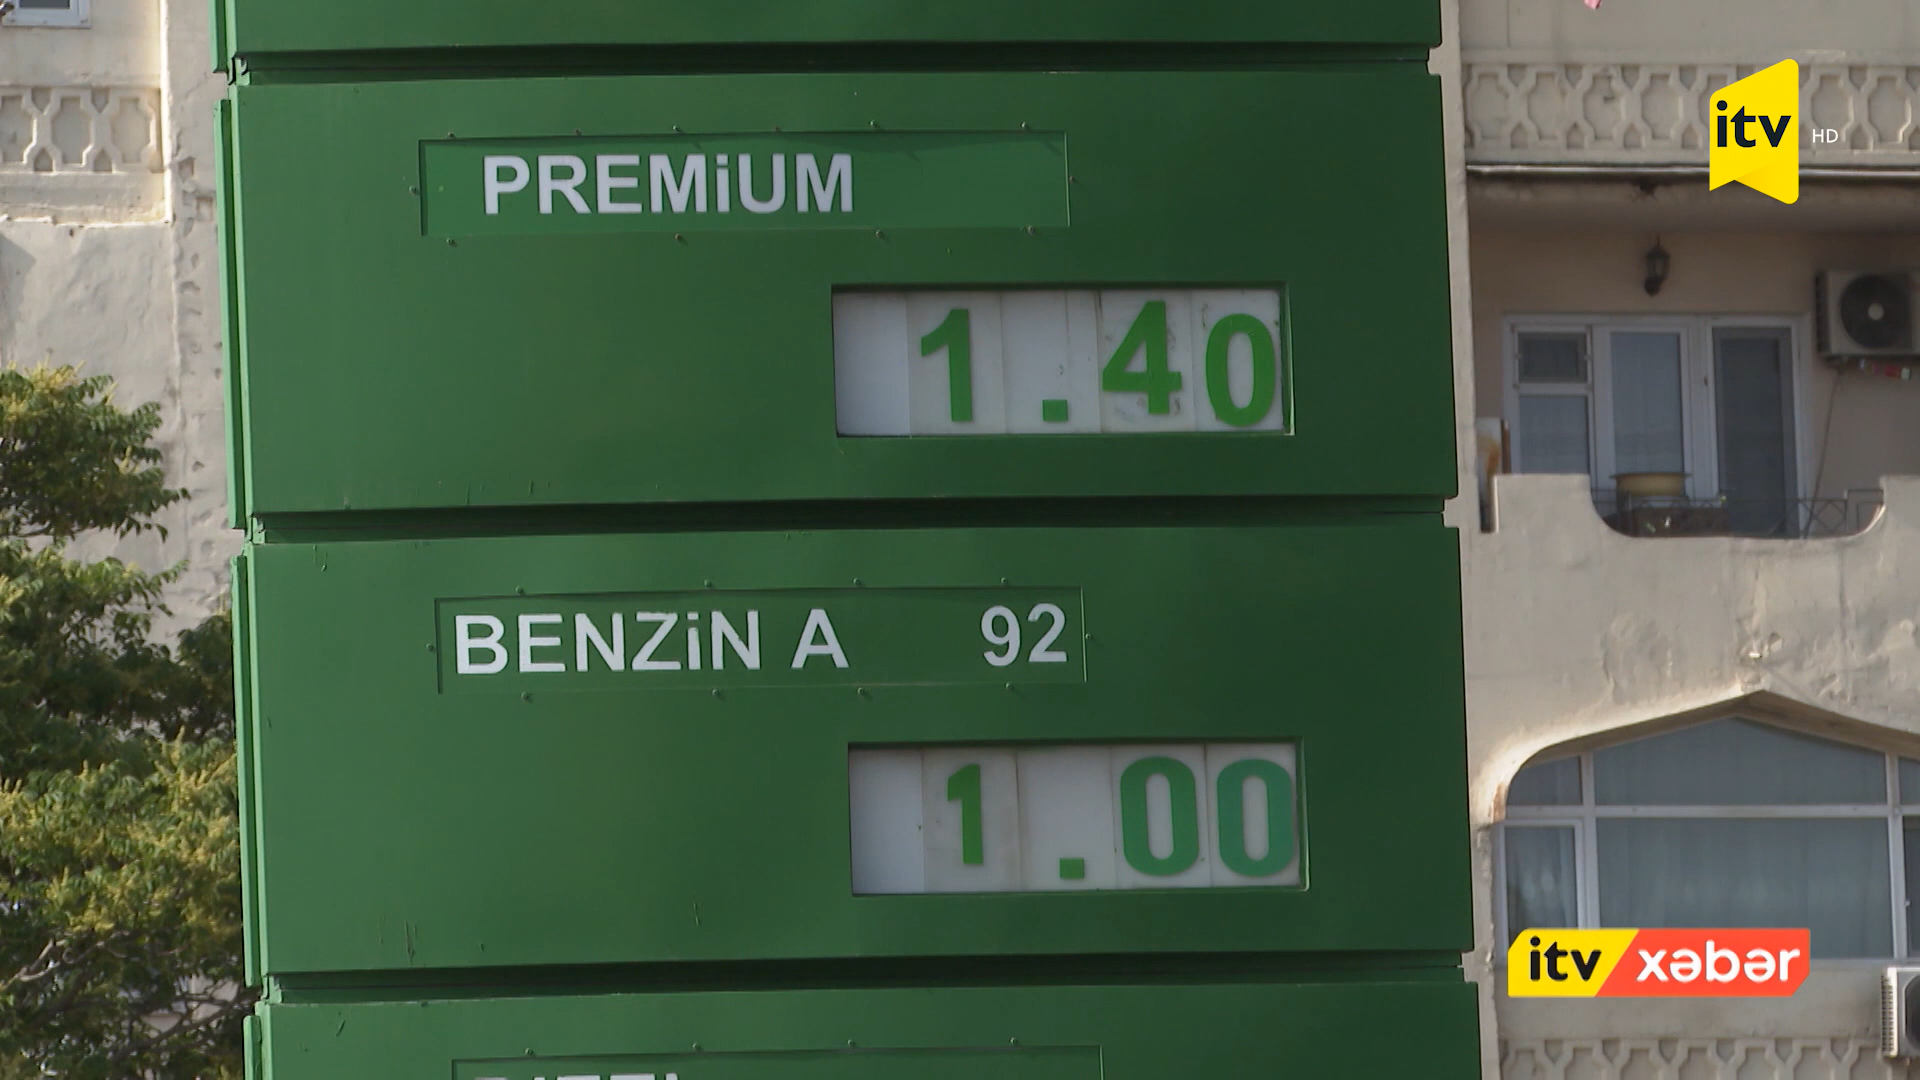 itv HD
PREMiUM
1.40
BENZiN A 92
1.00
itv xəbər